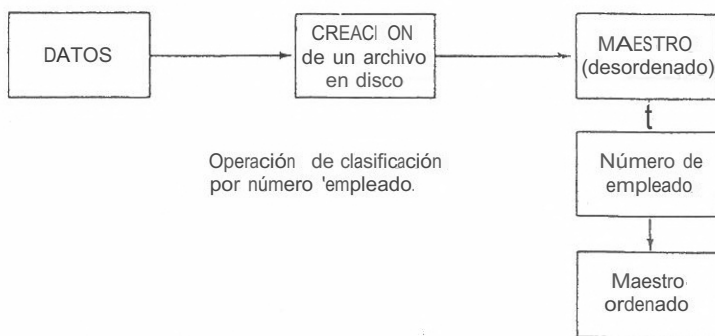 DATOS
CREACI ON
de un archivo
en disco
MAESTRO
(desordenado)
t
Operación de clasificación
por número 'empleado.
Número de
empleado
Maestro
ordenado